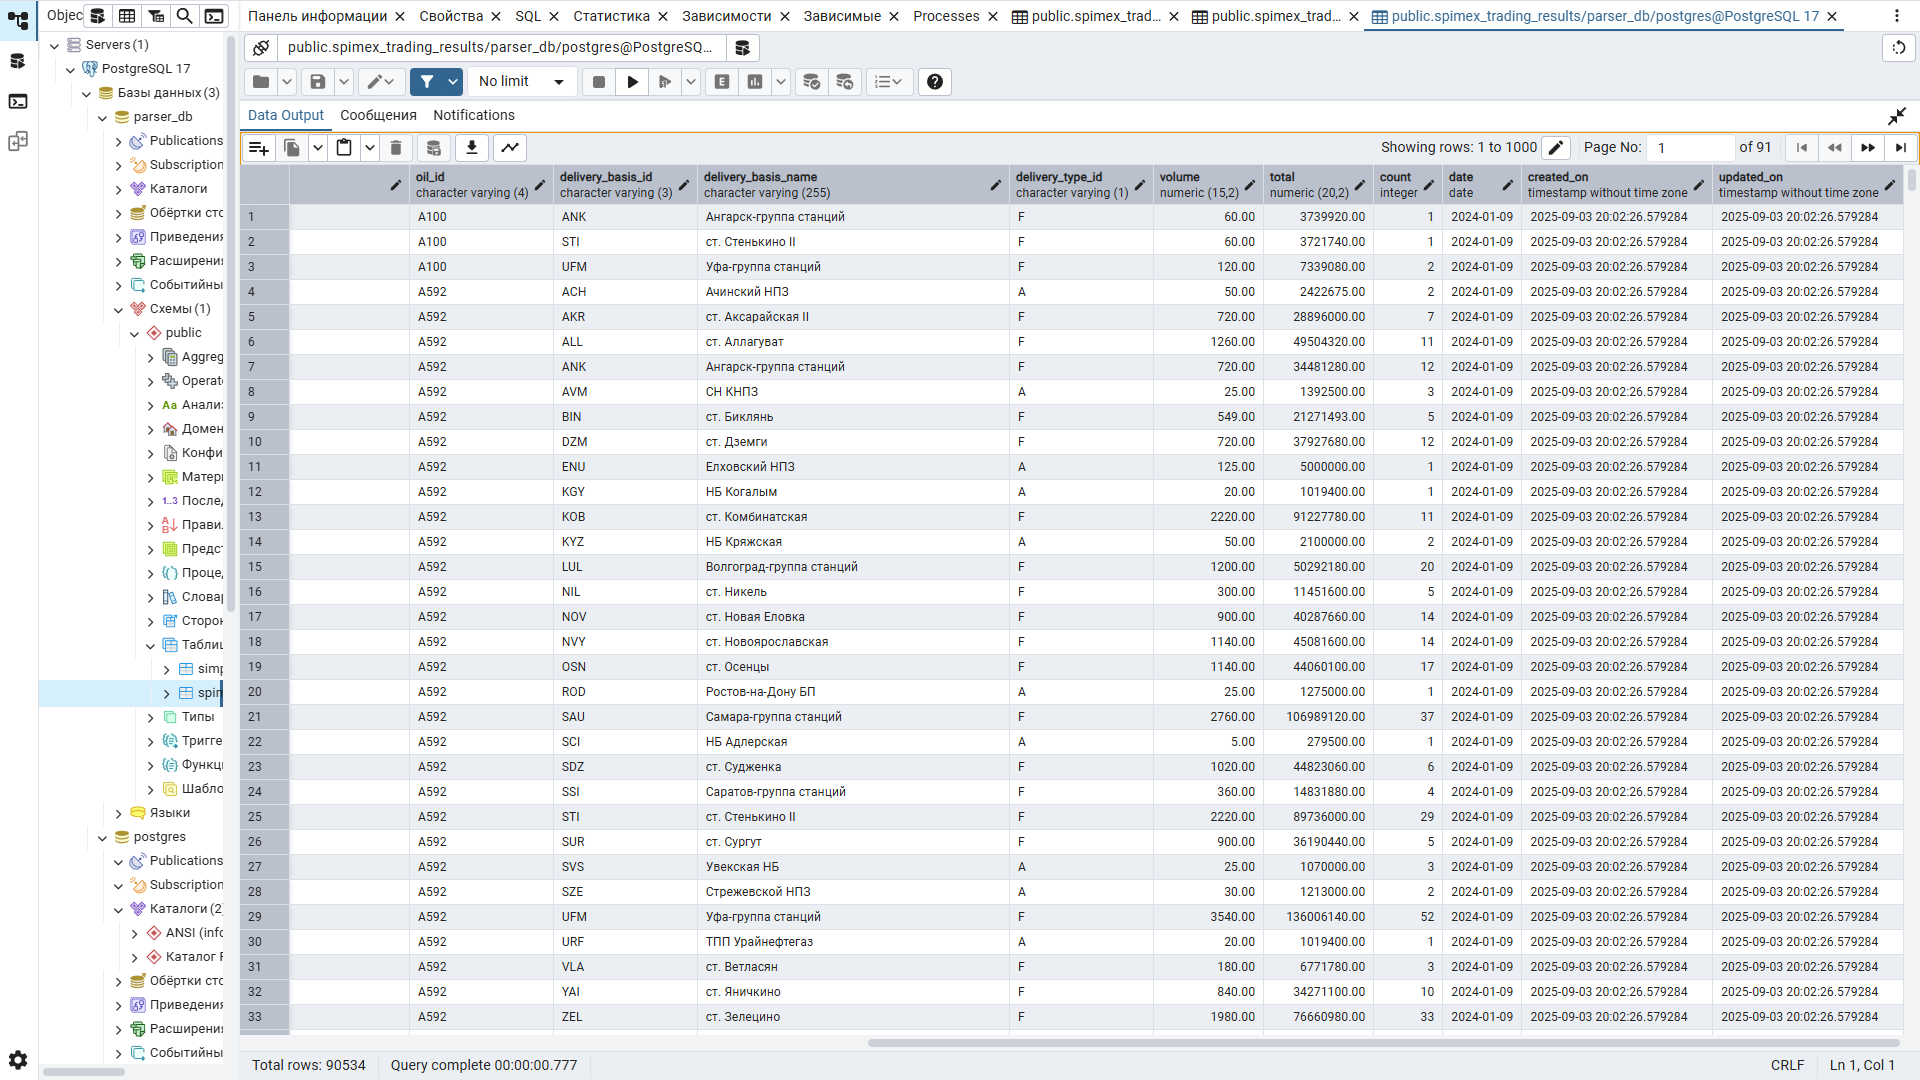 Объес
Панель информации
Свойства
SQL
Статистика
Зависимости
Зависимые
Processes
public.spimex_trad...
public.spimex_trad...
public.spimex_trading_results/parser_db/postgres@PostgreSQL 17
public.spimex_trading_results/parser_db/postgres@PostgreSQ...
No limit
Data Output Сообщения Notifications
Showing rows: 1 to 1000 Page No: 1 of 91
Servers (1)
PostgreSQL 17
Базы данных (3)
parser_db
Publications
Subscription
Каталоги
Обёртки сто
Приведения
Расширени
Событийны
Схемы (1)
public
Aggreg
Operat
Анали
Домен
Конфи
Матер
1..3 Послед
Прави
Предс
Проце
Словар
Сторон
Таблиц
simp
spim
Типы
Тригге
Функц
Шабло
Языки
postgres
Publications
Subscription
Каталоги (2)
ANSI (info
Каталог P
Обёртки сто
Приведения
Расширени
Событийны
oil_id delivery_basis_id delivery_basis_name delivery_type_id volume total count date created_on updated_on
character varying (4) character varying (3) character varying (255) character varying (1) numeric (15,2) numeric (20,2) integer date timestamp without time zone timestamp without time zone
1 A100 ANK Ангарск-группа станций F 60.00 3739920.00 1 2024-01-09 2025-09-03 20:02:26.579284 2025-09-03 20:02:26.579284
2 A100 STI ст. Стенькино II F 60.00 3721740.00 1 2024-01-09 2025-09-03 20:02:26.579284 2025-09-03 20:02:26.579284
3 A100 UFM Уфа-группа станций F 120.00 7339080.00 2 2024-01-09 2025-09-03 20:02:26.579284 2025-09-03 20:02:26.579284
4 A592 ACH Ачинский НПЗ A 50.00 2422675.00 2 2024-01-09 2025-09-03 20:02:26.579284 2025-09-03 20:02:26.579284
5 A592 AKR ст. Аксарайская II F 720.00 28896000.00 7 2024-01-09 2025-09-03 20:02:26.579284 2025-09-03 20:02:26.579284
6 A592 ALL ст. Аллагуват F 1260.00 49504320.00 11 2024-01-09 2025-09-03 20:02:26.579284 2025-09-03 20:02:26.579284
7 A592 ANK Ангарск-группа станций F 720.00 34481280.00 12 2024-01-09 2025-09-03 20:02:26.579284 2025-09-03 20:02:26.579284
8 A592 AVM СН КНПЗ A 25.00 1392500.00 3 2024-01-09 2025-09-03 20:02:26.579284 2025-09-03 20:02:26.579284
9 A592 BIN ст. Биклянь F 549.00 21271493.00 5 2024-01-09 2025-09-03 20:02:26.579284 2025-09-03 20:02:26.579284
10 A592 DZM ст. Дземги F 720.00 37927680.00 12 2024-01-09 2025-09-03 20:02:26.579284 2025-09-03 20:02:26.579284
11 A592 ENU Елховский НПЗ A 125.00 5000000.00 1 2024-01-09 2025-09-03 20:02:26.579284 2025-09-03 20:02:26.579284
12 A592 KGY НБ Когалым A 20.00 1019400.00 1 2024-01-09 2025-09-03 20:02:26.579284 2025-09-03 20:02:26.579284
13 A592 KOB ст. Комбинатская F 2220.00 91227780.00 11 2024-01-09 2025-09-03 20:02:26.579284 2025-09-03 20:02:26.579284
14 A592 KYZ НБ Кряжская A 50.00 2100000.00 2 2024-01-09 2025-09-03 20:02:26.579284 2025-09-03 20:02:26.579284
15 A592 LUL Волгоград-группа станций F 1200.00 50292180.00 20 2024-01-09 2025-09-03 20:02:26.579284 2025-09-03 20:02:26.579284
16 A592 NIL ст. Никель F 300.00 11451600.00 5 2024-01-09 2025-09-03 20:02:26.579284 2025-09-03 20:02:26.579284
17 A592 NOV ст. Новая Еловка F 900.00 40287660.00 14 2024-01-09 2025-09-03 20:02:26.579284 2025-09-03 20:02:26.579284
18 A592 NVY ст. Новоярославская F 1140.00 45081600.00 14 2024-01-09 2025-09-03 20:02:26.579284 2025-09-03 20:02:26.579284
19 A592 OSN ст. Осенцы F 1140.00 44060100.00 17 2024-01-09 2025-09-03 20:02:26.579284 2025-09-03 20:02:26.579284
20 A592 ROD Ростов-на-Дону БП A 25.00 1275000.00 1 2024-01-09 2025-09-03 20:02:26.579284 2025-09-03 20:02:26.579284
21 A592 SAU Самара-группа станций F 2760.00 106989120.00 37 2024-01-09 2025-09-03 20:02:26.579284 2025-09-03 20:02:26.579284
22 A592 SCI НБ Адлерская A 5.00 279500.00 1 2024-01-09 2025-09-03 20:02:26.579284 2025-09-03 20:02:26.579284
23 A592 SDZ ст. Судженка F 1020.00 44823060.00 6 2024-01-09 2025-09-03 20:02:26.579284 2025-09-03 20:02:26.579284
24 A592 SSI Саратов-группа станций F 360.00 14831880.00 4 2024-01-09 2025-09-03 20:02:26.579284 2025-09-03 20:02:26.579284
25 A592 STI ст. Стенькино II F 2220.00 89736000.00 29 2024-01-09 2025-09-03 20:02:26.579284 2025-09-03 20:02:26.579284
26 A592 SUR ст. Сургут F 900.00 36190440.00 5 2024-01-09 2025-09-03 20:02:26.579284 2025-09-03 20:02:26.579284
27 A592 SVS Увекская НБ A 25.00 1070000.00 3 2024-01-09 2025-09-03 20:02:26.579284 2025-09-03 20:02:26.579284
28 A592 SZE Стрежевской НПЗ A 30.00 1213000.00 2 2024-01-09 2025-09-03 20:02:26.579284 2025-09-03 20:02:26.579284
29 A592 UFM Уфа-группа станций F 3540.00 136006140.00 52 2024-01-09 2025-09-03 20:02:26.579284 2025-09-03 20:02:26.579284
30 A592 URF ТПП Урайнефтегаз A 20.00 1019400.00 1 2024-01-09 2025-09-03 20:02:26.579284 2025-09-03 20:02:26.579284
31 A592 VLA ст. Ветласян F 180.00 6771780.00 3 2024-01-09 2025-09-03 20:02:26.579284 2025-09-03 20:02:26.579284
32 A592 YAI ст. Яничкино F 840.00 34271100.00 10 2024-01-09 2025-09-03 20:02:26.579284 2025-09-03 20:02:26.579284
33 A592 ZEL ст. Зелецино F 1980.00 76660980.00 33 2024-01-09 2025-09-03 20:02:26.579284 2025-09-03 20:02:26.579284
Total rows: 90534 Query complete 00:00:00.777 CRLF Ln 1, Col 1